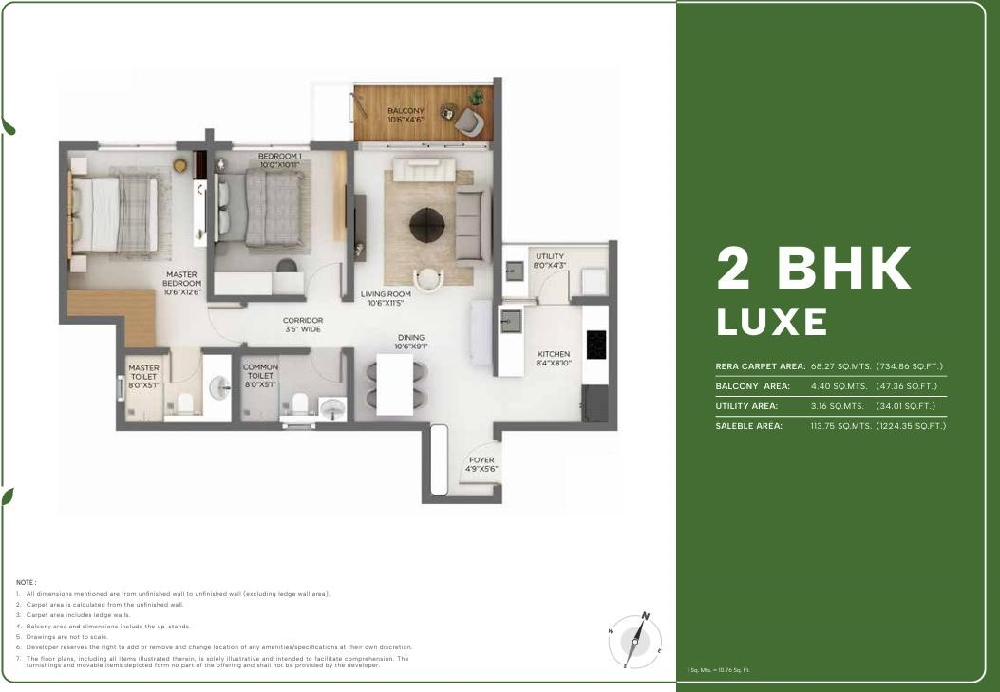 BALCONY
10'6"X4'6"
BEDROOM 1
10'0"X10'11"
UTILITY
8'0"X4'3"
MASTER
BEDROOM
10'6"X12'6"
LIVING ROOM
10'6"X11'5"
CORRIDOR
3'5" WIDE
DINING
10'6"X9'1"
KITCHEN
8'4"X8'10"
MASTER
TOILET
8'0"X5'1"
COMMON
TOILET
8'0"X5'1"
FOYER
4'9"X5'6"
2 BHK
LUXE
RERA CARPET AREA: 68.27 SQ.MTS. (734.86 SQ.FT.)
BALCONY AREA: 4.40 SQ.MTS. (47.36 SQ.FT.)
UTILITY AREA: 3.16 SQ.MTS. (34.01 SQ.FT.)
SALEBLE AREA: 113.75 SQ.MTS. (1224.35 SQ.FT.)
NOTE :
1. All dimensions mentioned are from unfinished wall to unfinished wall (excluding ledge wall area).
2. Carpet area is calculated from the unfinished wall.
3. Carpet area includes ledge walls.
4. Balcony area and dimensions include the up-stands.
5. Drawings are not to scale.
6. Developer reserves the right to add or remove and change location of any amenities/specifications at their own discretion.
7. The floor plans, including all items illustrated therein, is solely illustrative and intended to facilitate comprehension. The
furnishings and movable items depicted form no part of the offering and shall not be provided by the developer.
N
W
E
S
1 Sq. Mts. = 10.76 Sq. Ft.